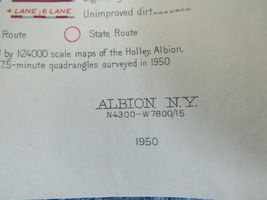 4 LANE; 6 LANE
Unimproved dirt
Route
State Route
by 1:24000 scale maps of the Holley, Albion,
7.5-minute quadrangles surveyed in 1950
ALBION, N.Y.
N4300-W7800/15
1950